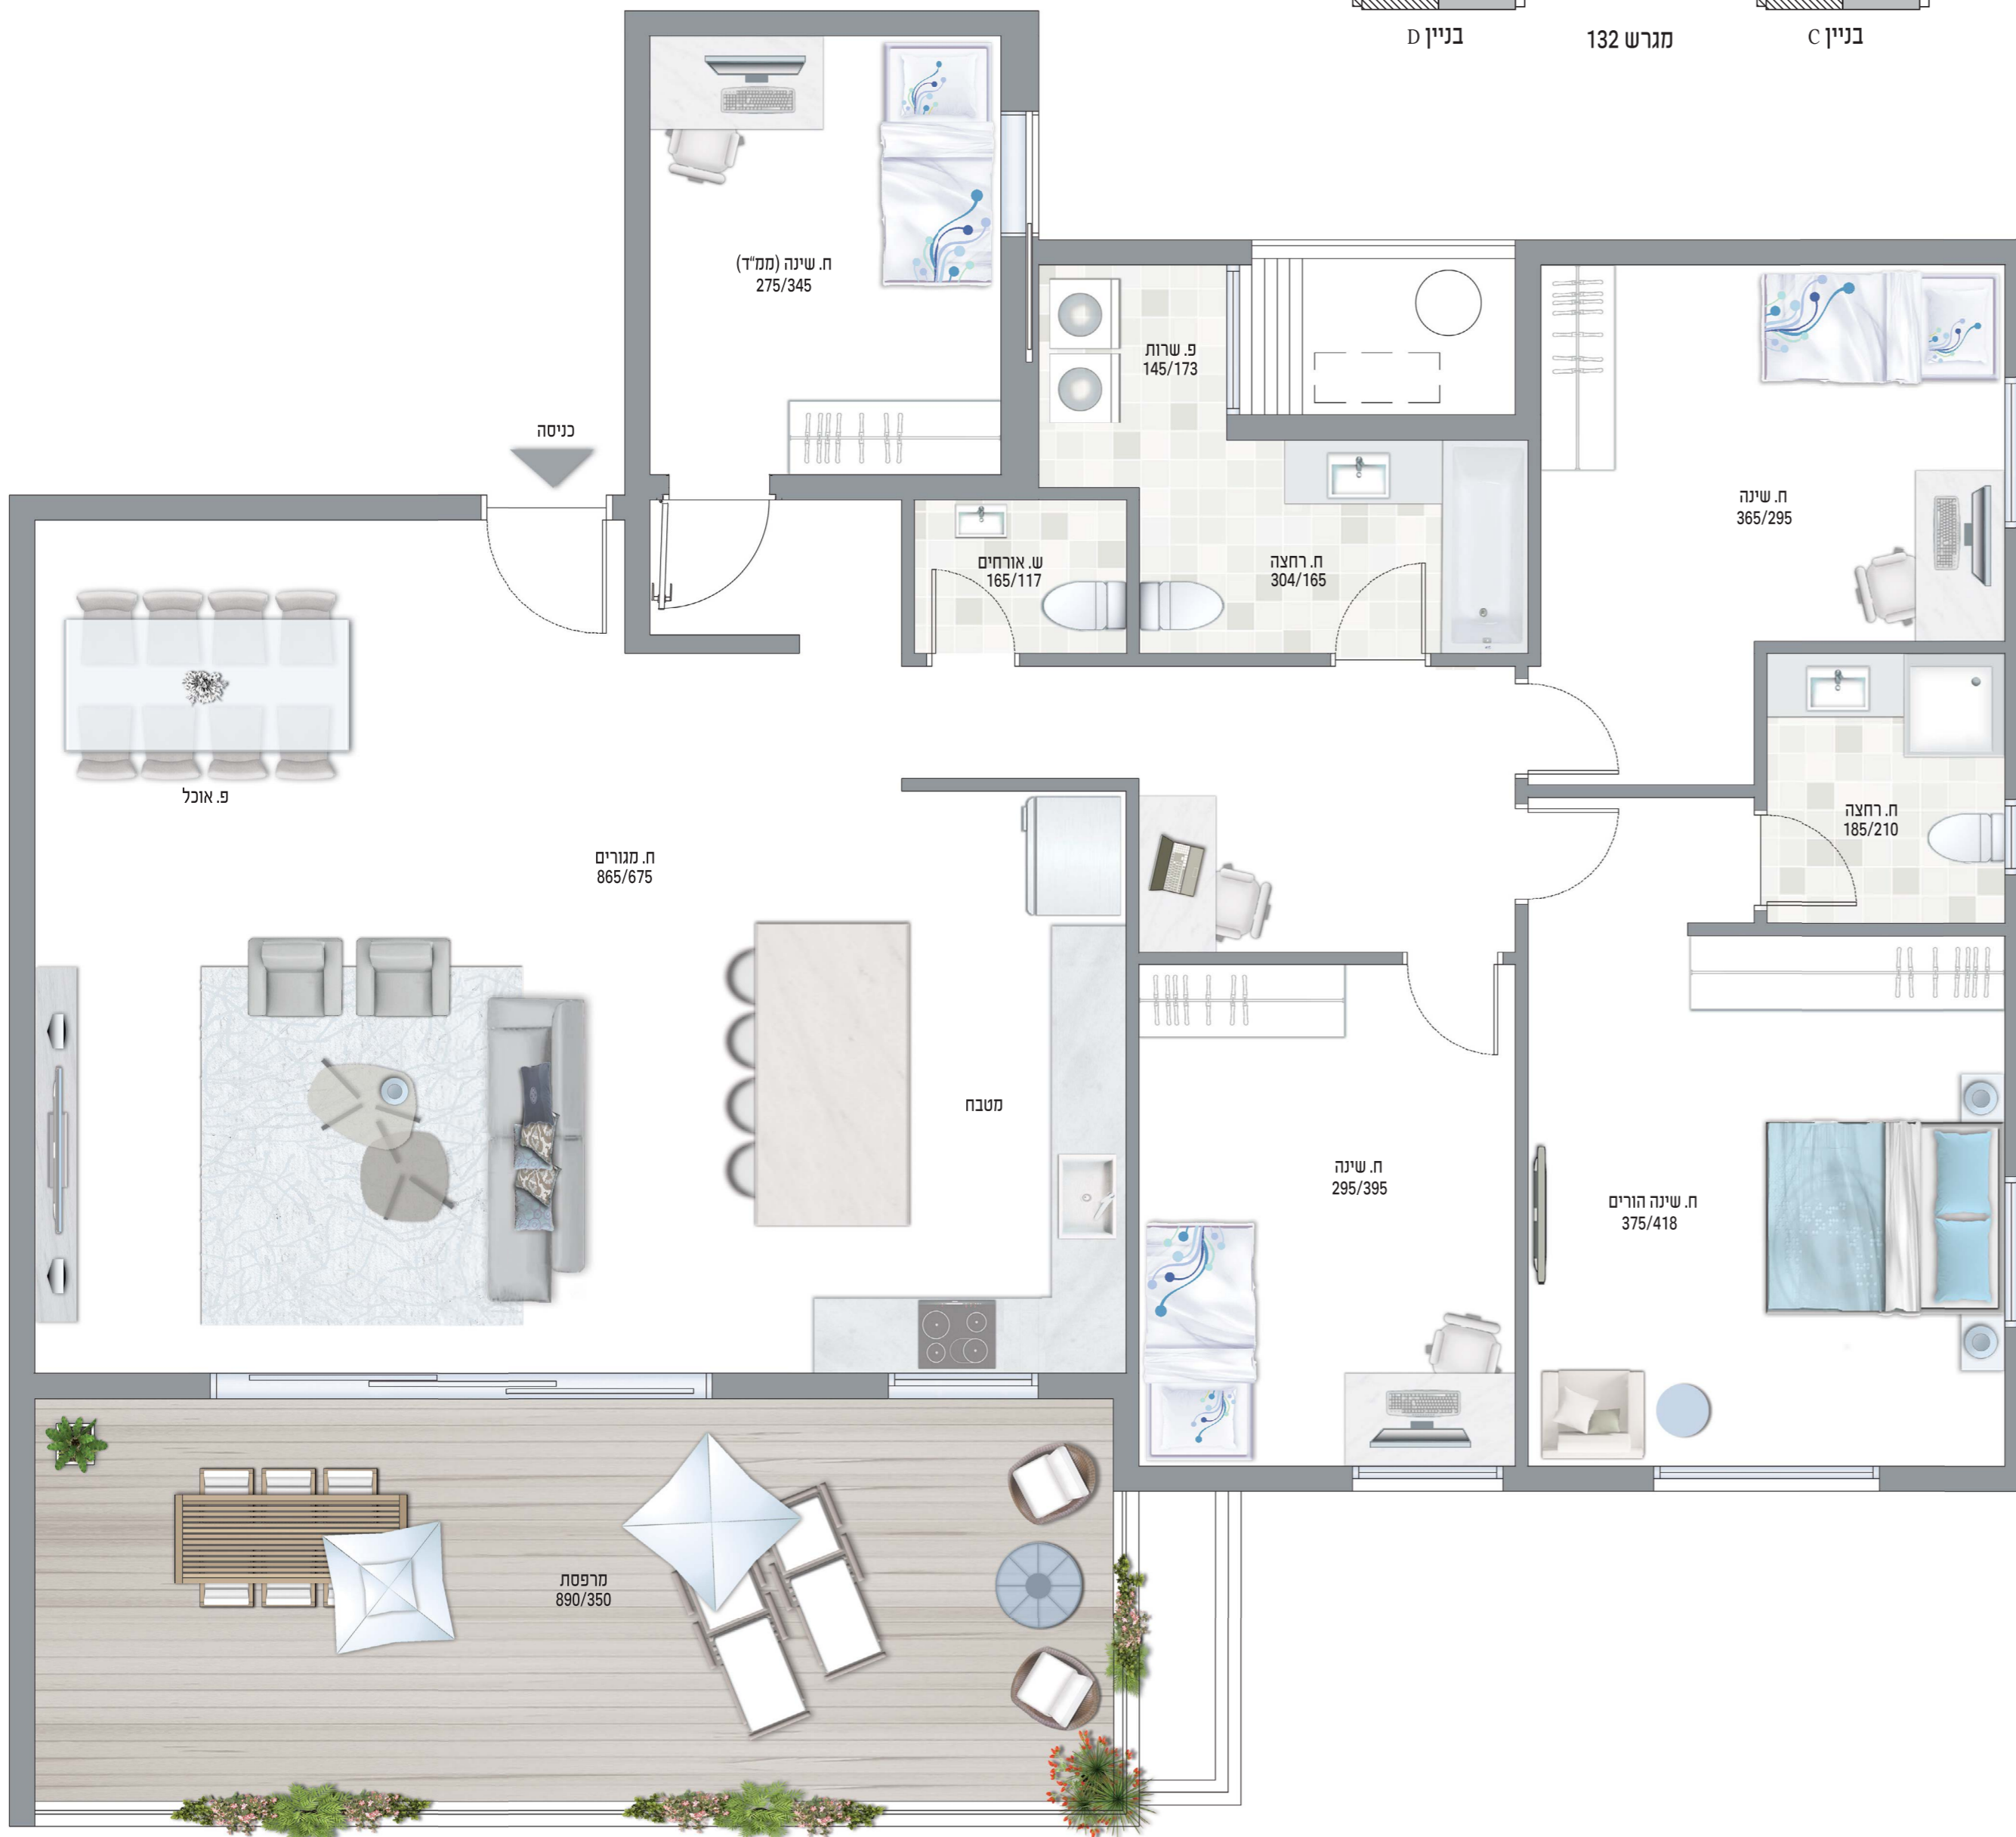 בניין D
מגרש 132
בניין C
ח. שינה (ממ"ד)
275/345
פ. שרות
145/173
כניסה
ח. שינה
365/295
ש. אורחים
165/117
ח. רחצה
304/165
פ. אוכל
ח. רחצה
185/210
ח. מגורים
865/675
מטבח
ח. שינה
295/395
ח. שינה הורים
375/418
מרפסת
890/350